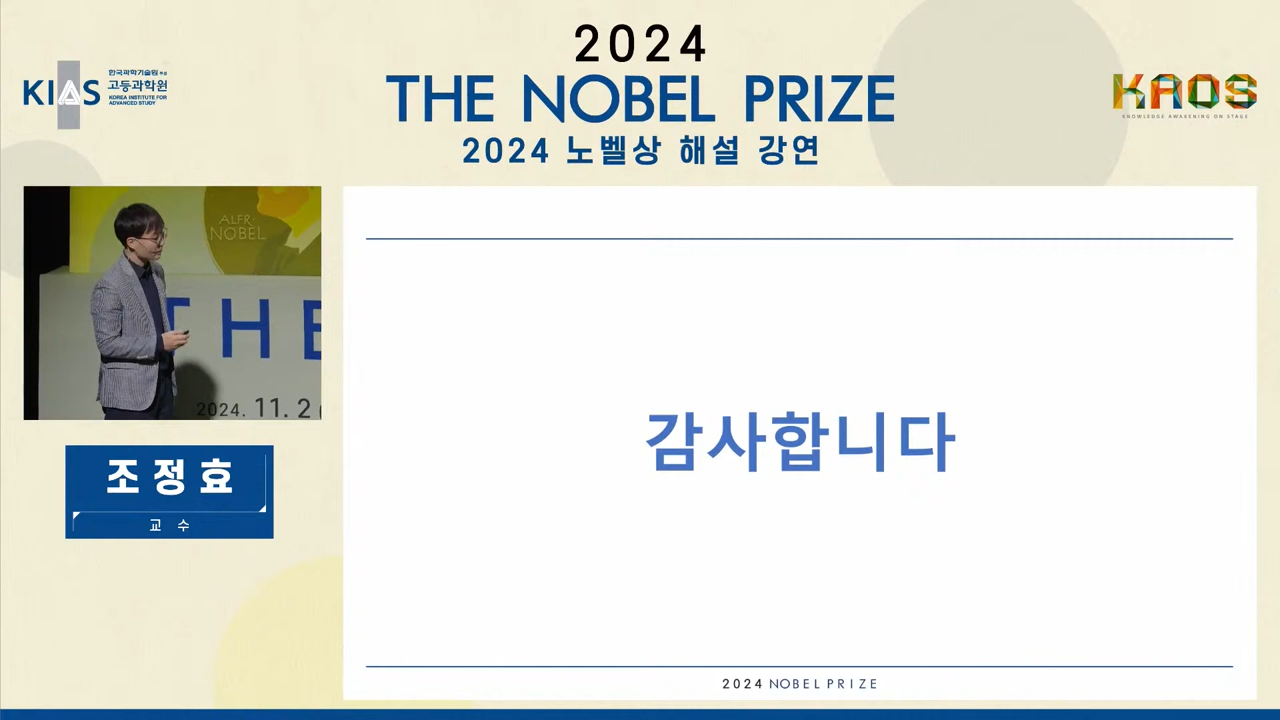 2024
THE NOBEL PRIZE
2024 노벨상 해설 강연
KIAS
한국과학기술원 부설
고등과학원
KOREA INSTITUTE FOR
ADVANCED STUDY
KAOS
KNOWLEDGE AWAKENING ON STAGE
ALFR.
NOBEL
THE
2024. 11. 2 (
조정효
교 수
감사합니다
2024 NOBEL PRIZE